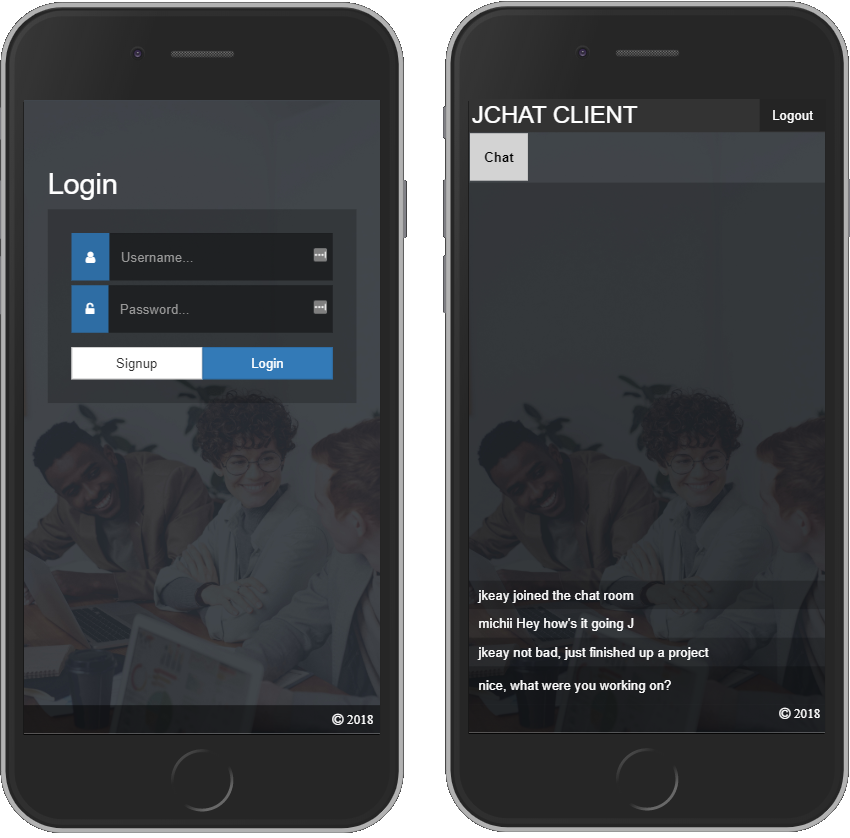 Login
Username...
Password...
Signup Login
© 2018
JCHAT CLIENT Logout
Chat
jkeay joined the chat room
michii Hey how's it going J
jkeay not bad, just finished up a project
nice, what were you working on?
© 2018